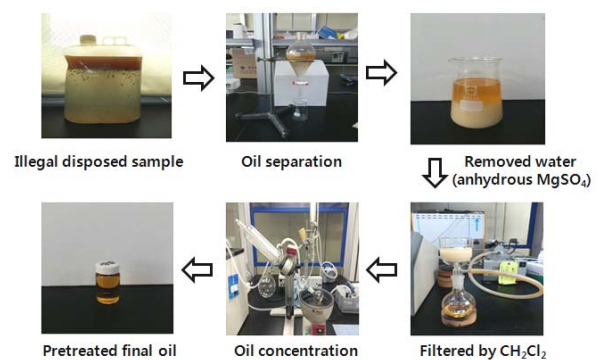 Illegal disposed sample
Oil separation
Removed water
(anhydrous MgSO₄)
Pretreated final oil
Oil concentration
Filtered by CH₂Cl₂